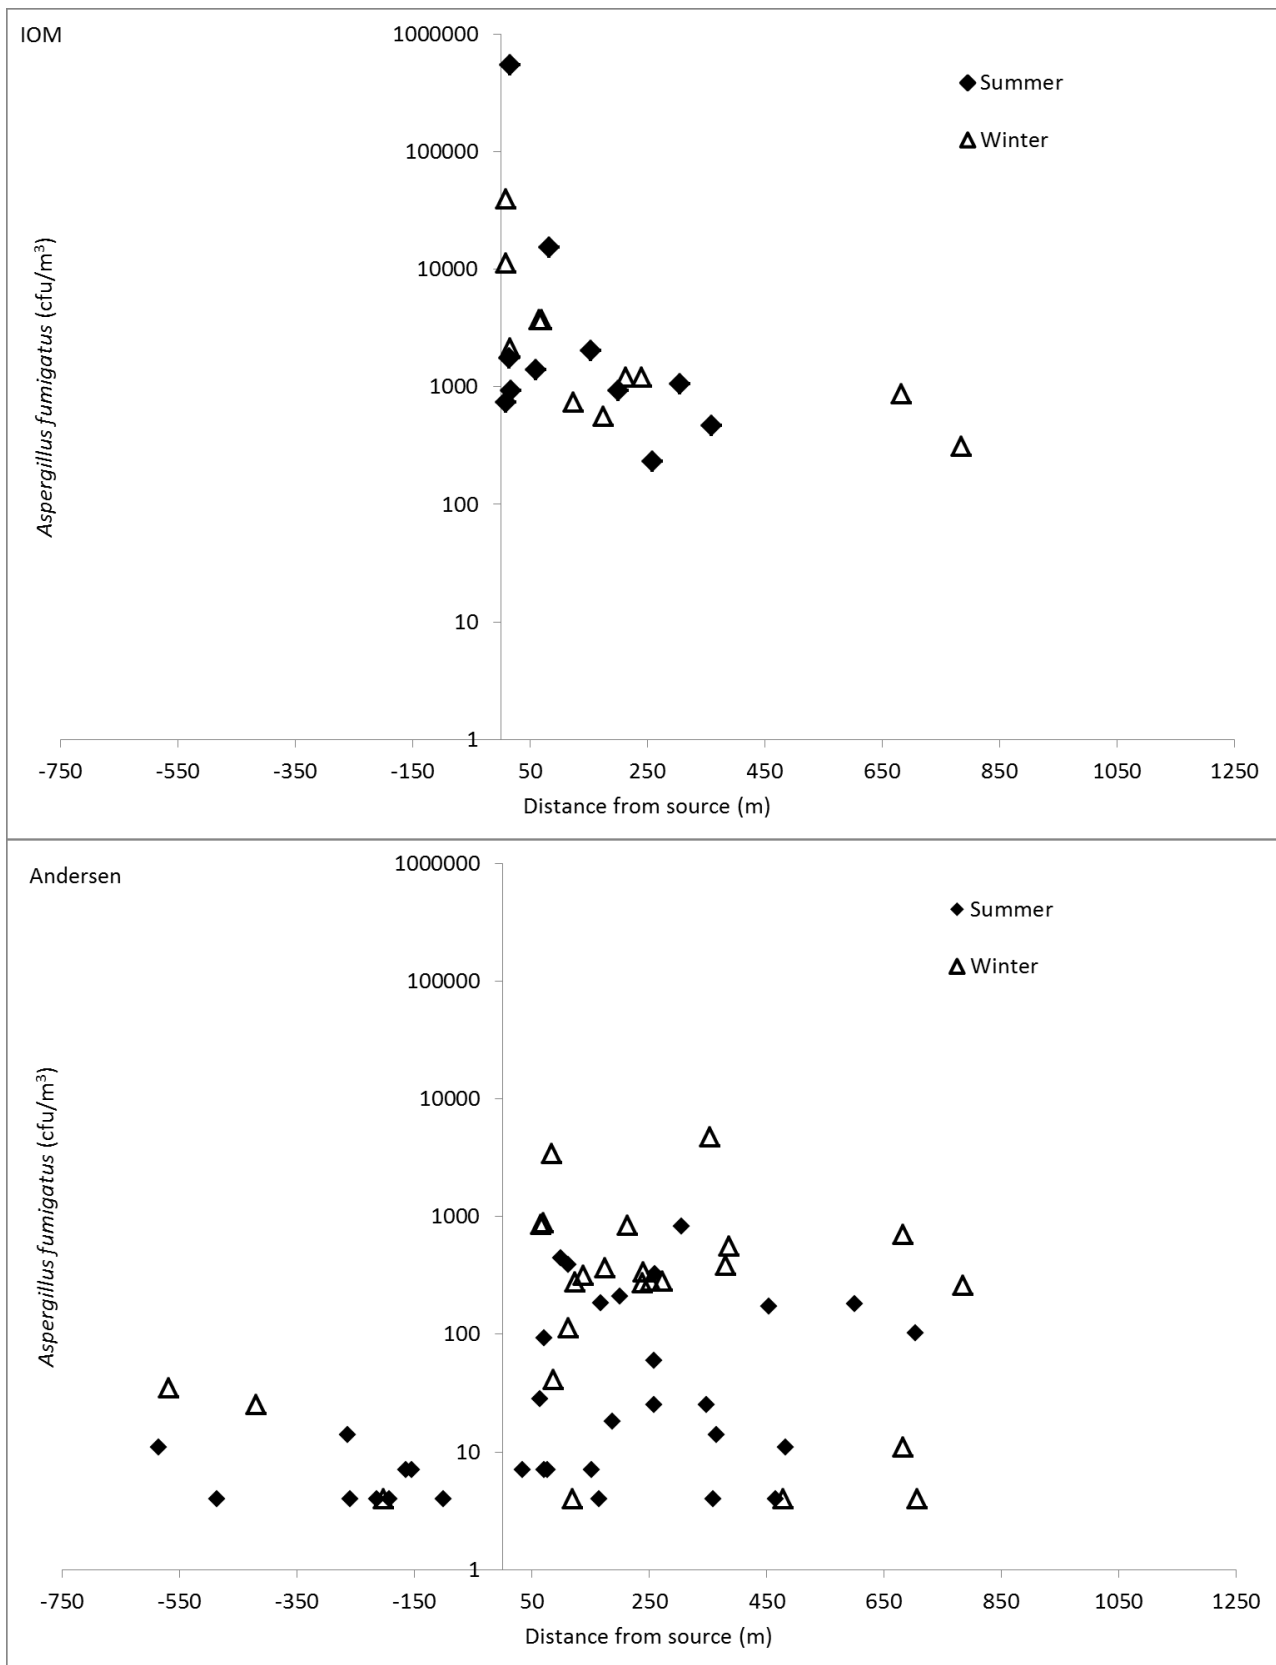 IOM
1000000
Summer
Winter
100000
10000
1000
100
10
1
Aspergillus fumigatus (cfu/m³)
-750 -550 -350 -150 50 250 450 650 850 1050 1250
Distance from source (m)
Andersen
1000000
Summer
Winter
100000
10000
1000
100
10
1
Aspergillus fumigatus (cfu/m³)
-750 -550 -350 -150 50 250 450 650 850 1050 1250
Distance from source (m)